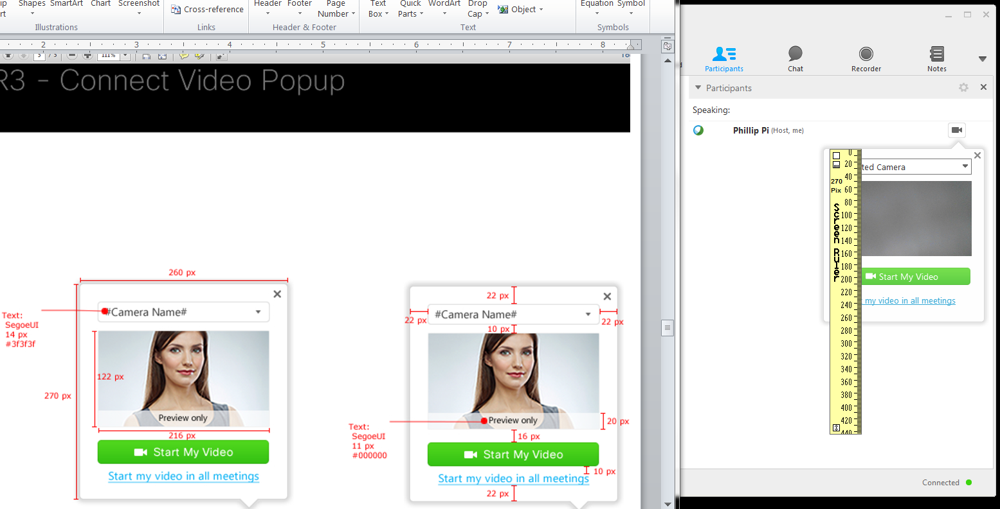 Shapes SmartArt Chart Screenshot
Cross-reference
Header Footer Page Number
Text Box Quick Parts WordArt Drop Cap Object
Equation Symbol
Illustrations Links Header & Footer Text Symbols
2 3 4 5 6 7 8
3 / 5 111%
R3 - Connect Video Popup
260 px
#Camera Name#
Text:
SegoeUI
14 px
#3f3f3f
122 px
270 px
Preview only
216 px
Start My Video
Start my video in all meetings
22 px
#Camera Name#
22 px
22 px
10 px
Preview only
20 px
Text:
SegoeUI
11 px
#000000
16 px
Start My Video
10 px
Start my video in all meetings
22 px
Participants Chat Recorder Notes
Participants
Speaking:
Phillip Pi (Host, me)
ted Camera
Start My Video
my video in all meetings
270
Pix
Screen Ruler
0
20
40
60
80
100
120
140
160
180
200
220
240
260
280
300
320
340
360
380
400
420
440
Connected